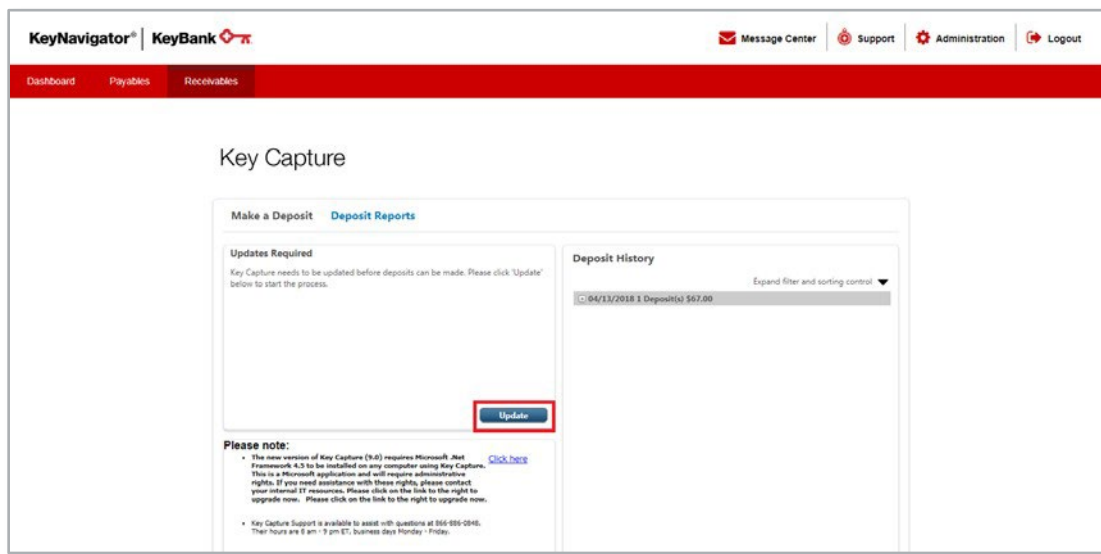 KeyNavigator® KeyBank
Message Center Support Administration Logout
Dashboard Payables Receivables
Key Capture
Make a Deposit Deposit Reports
Updates Required
Key Capture needs to be updated before deposits can be made. Please click 'Update'
below to start the process.
Update
Deposit History
Expand filter and sorting control
04/13/2018 1 Deposit(s) $67.00
Please note:
• The new version of Key Capture (9.0) requires Microsoft .Net
Framework 4.5 to be installed on any computer using Key Capture.
This is a Microsoft application and will require administrative
rights. If you need assistance with these rights, please contact
your internal IT resources. Please click on the link to the right to
upgrade now. Please click on the link to the right to upgrade now.
Click here
• Key Capture Support is available to assist with questions at 866-886-0848.
Their hours are 8 am - 9 pm ET, business days Monday - Friday.